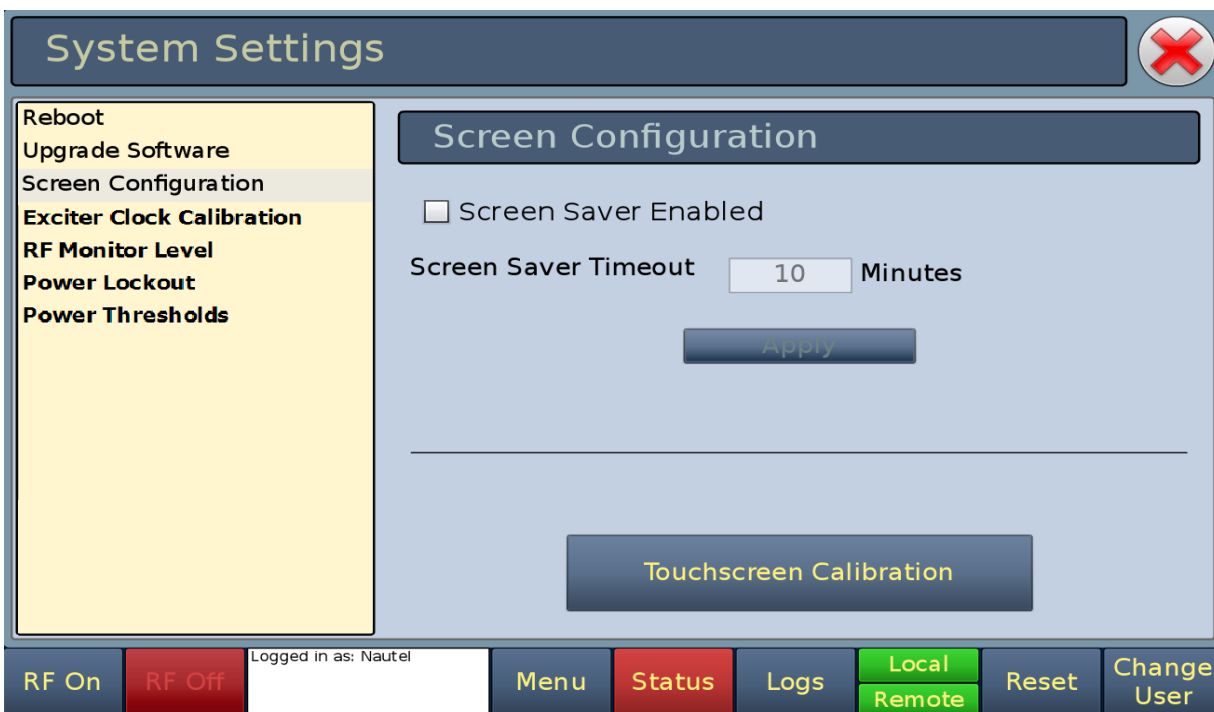 System Settings
Reboot
Upgrade Software
Screen Configuration
Exciter Clock Calibration
RF Monitor Level
Power Lockout
Power Thresholds
Screen Configuration
Screen Saver Enabled
Screen Saver Timeout 10 Minutes
Apply
Touchscreen Calibration
RF On
RF Off
Logged in as: Nautel
Menu
Status
Logs
Local
Remote
Reset
Change
User